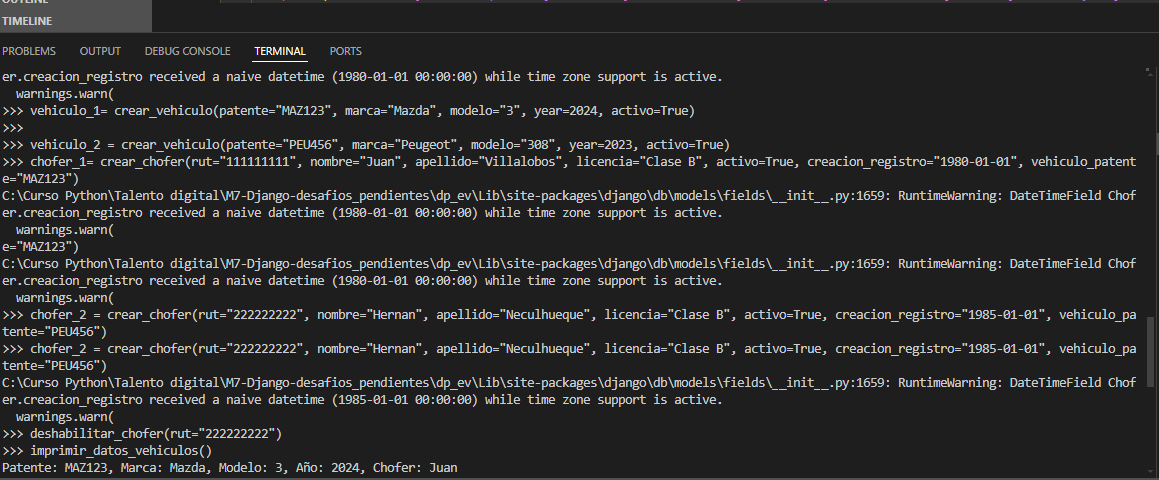 TIMELINE
PROBLEMS OUTPUT DEBUG CONSOLE TERMINAL PORTS
er.creacion_registro received a naive datetime (1980-01-01 00:00:00) while time zone support is active.
  warnings.warn(
>>> vehiculo_1= crear_vehiculo(patente="MAZ123", marca="Mazda", modelo="3", year=2024, activo=True)
>>>
>>> vehiculo_2 = crear_vehiculo(patente="PEU456", marca="Peugeot", modelo="308", year=2023, activo=True)
>>> chofer_1= crear_chofer(rut="111111111", nombre="Juan", apellido="Villalobos", licencia="Clase B", activo=True, creacion_registro="1980-01-01", vehiculo_patent
e="MAZ123")
C:\Curso Python\Talento digital\M7-Django-desafios_pendientes\dp_ev\Lib\site-packages\django\db\models\fields\__init__.py:1659: RuntimeWarning: DateTimeField Chof
er.creacion_registro received a naive datetime (1980-01-01 00:00:00) while time zone support is active.
  warnings.warn(
e="MAZ123")
C:\Curso Python\Talento digital\M7-Django-desafios_pendientes\dp_ev\Lib\site-packages\django\db\models\fields\__init__.py:1659: RuntimeWarning: DateTimeField Chof
er.creacion_registro received a naive datetime (1980-01-01 00:00:00) while time zone support is active.
  warnings.warn(
>>> chofer_2 = crear_chofer(rut="222222222", nombre="Hernan", apellido="Neculhueque", licencia="Clase B", activo=True, creacion_registro="1985-01-01", vehiculo_pa
tente="PEU456")
>>> chofer_2 = crear_chofer(rut="222222222", nombre="Hernan", apellido="Neculhueque", licencia="Clase B", activo=True, creacion_registro="1985-01-01", vehiculo_pa
tente="PEU456")
C:\Curso Python\Talento digital\M7-Django-desafios_pendientes\dp_ev\Lib\site-packages\django\db\models\fields\__init__.py:1659: RuntimeWarning: DateTimeField Chof
er.creacion_registro received a naive datetime (1985-01-01 00:00:00) while time zone support is active.
  warnings.warn(
>>> deshabilitar_chofer(rut="222222222")
>>> imprimir_datos_vehiculos()
Patente: MAZ123, Marca: Mazda, Modelo: 3, Año: 2024, Chofer: Juan